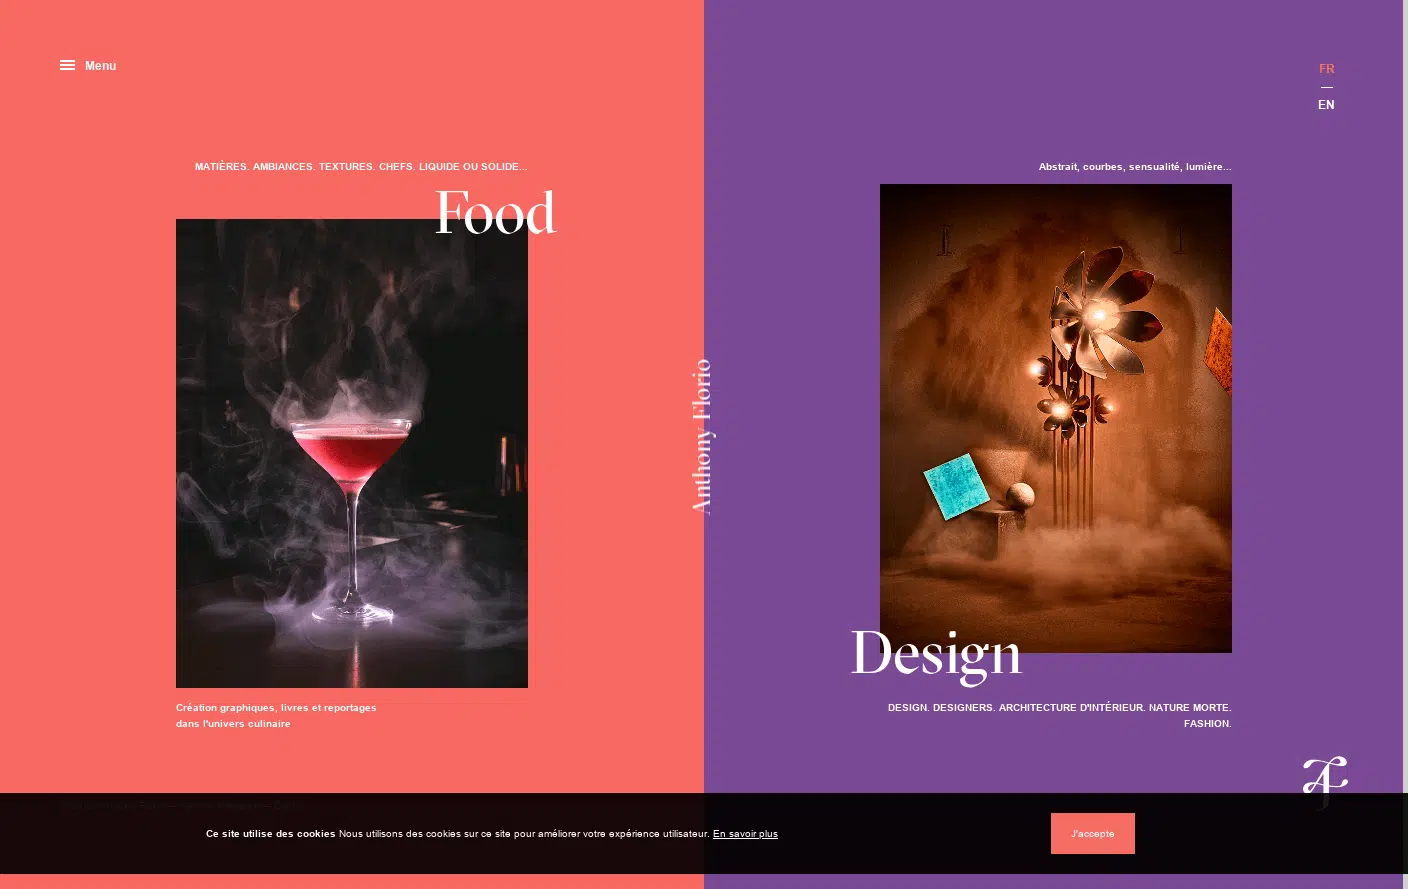 Menu
FR
—
EN
MATIÈRES. AMBIANCES. TEXTURES. CHEFS. LIQUIDE OU SOLIDE...
Food
Création graphiques, livres et reportages
dans l'univers culinaire
Anthony Florio
Abstrait, courbes, sensualité, lumière...
Design
DESIGN. DESIGNERS. ARCHITECTURE D'INTÉRIEUR. NATURE MORTE.
FASHION.
AF
Ce site utilise des cookies Nous utilisons des cookies sur ce site pour améliorer votre expérience utilisateur. En savoir plus
J'accepte